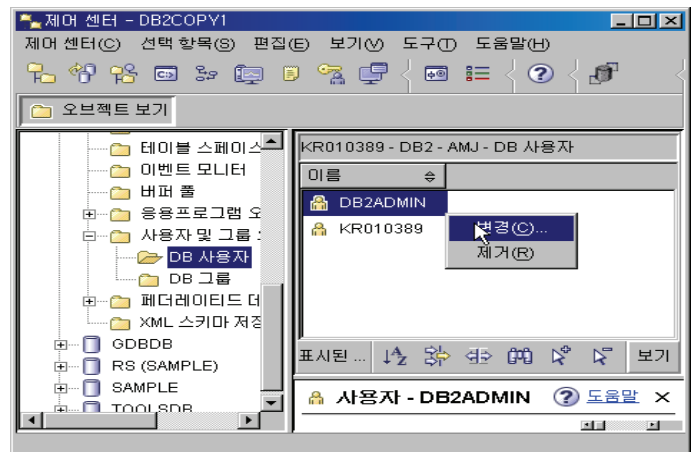 제어 센터 - DB2COPY1
제어 센터(C) 선택 항목(S) 편집(E) 보기(V) 도구(T) 도움말(H)
오브젝트 보기
테이블 스페이스
이벤트 모니터
버퍼 풀
응용프로그램 오
사용자 및 그룹
DB 사용자
DB 그룹
페더레이티드 데
XML 스키마 저장
GDBDB
RS (SAMPLE)
SAMPLE
TOOLSDB
KR010389 - DB2 - AMJ - DB 사용자
이름
DB2ADMIN
KR010389
변경(C)...
제거(R)
표시된 ... 보기
사용자 - DB2ADMIN 도움말